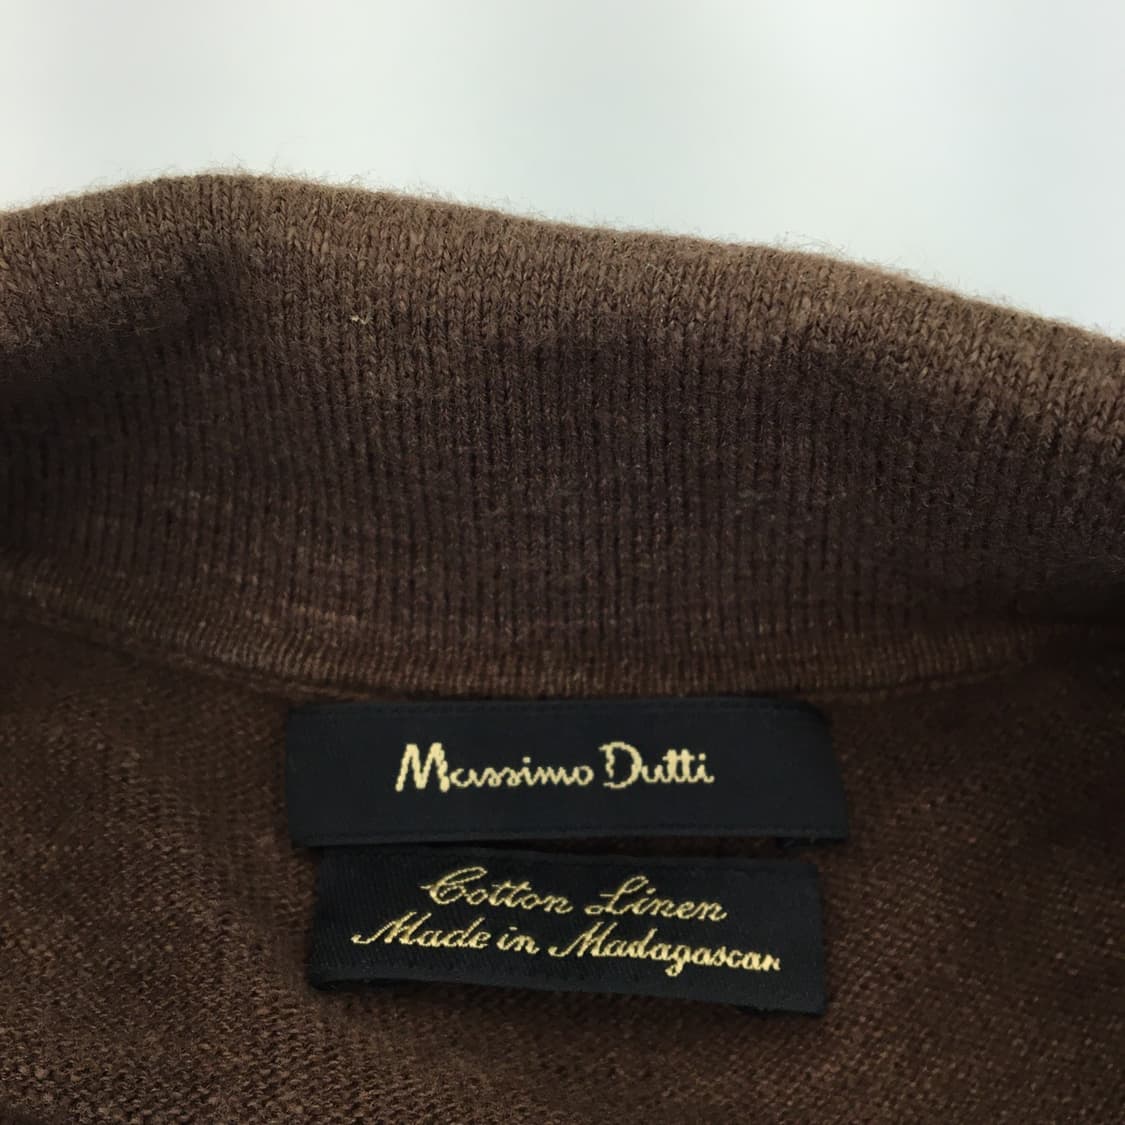 Massimo Dutti
Cotton Linen
Made in Madagascar